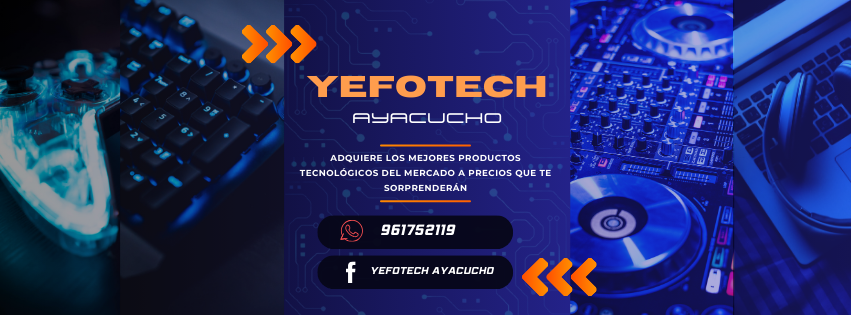 YEFOTECH
AYACUCHO
ADQUIERE LOS MEJORES PRODUCTOS
TECNOLÓGICOS DEL MERCADO A PRECIOS QUE TE
SORPRENDERÁN
961752119
YEFOTECH AYACUCHO